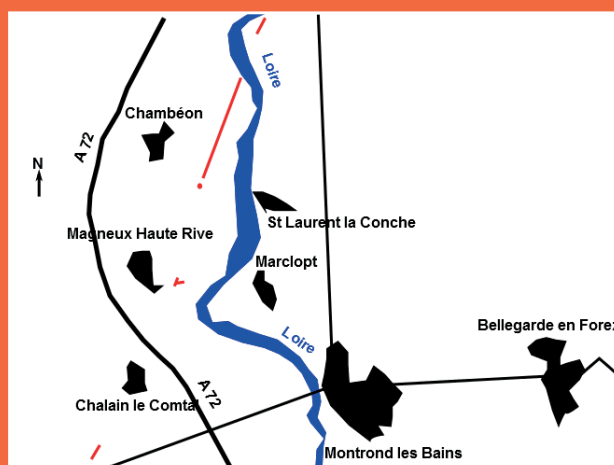 Loire
Chambéon
A 72
N
St Laurent la Conche
Magneux Haute Rive
Marclopt
Loire
Bellegarde en Forez
A 72
Chalain le Comtal
Montrond les Bains